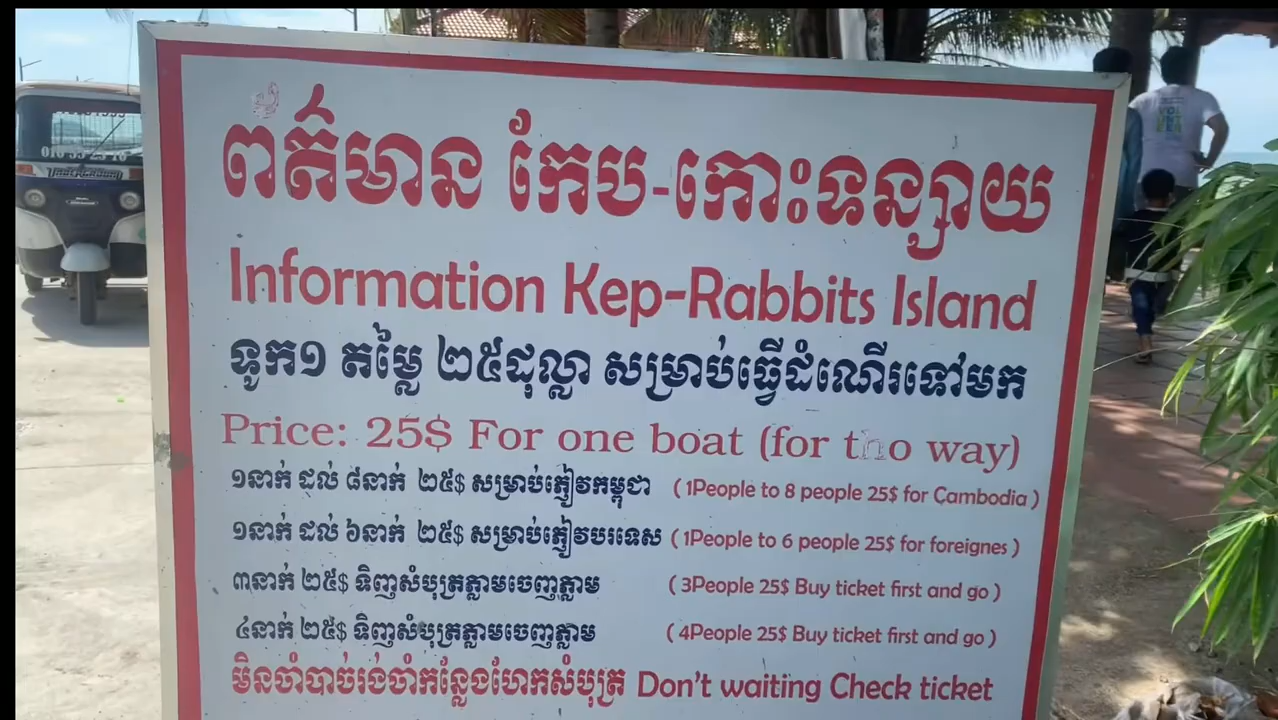 ព័ត៌មាន កែប-កោះទន្សាយ
Information Kep-Rabbits Island
ទូក១ តម្លៃ ២៥ដុល្លា សម្រាប់ធ្វើដំណើរទៅមក
Price: 25$ For one boat (for tho way)
១នាក់ ដល់ ៨នាក់ ២៥$ សម្រាប់ភ្ញៀវកម្ពុជា ( 1People to 8 people 25$ for Cambodia )
១នាក់ ដល់ ៦នាក់ ២៥$ សម្រាប់ភ្ញៀវបរទេស ( 1People to 6 people 25$ for foreignes )
៣នាក់ ២៥$ ទិញសំបុត្រភ្លាមចេញភ្លាម ( 3People 25$ Buy ticket first and go )
៤នាក់ ២៥$ ទិញសំបុត្រភ្លាមចេញភ្លាម ( 4People 25$ Buy ticket first and go )
មិនចាំបាច់រង់ចាំកន្លែងហែកសំបុត្រ Don't waiting Check ticket